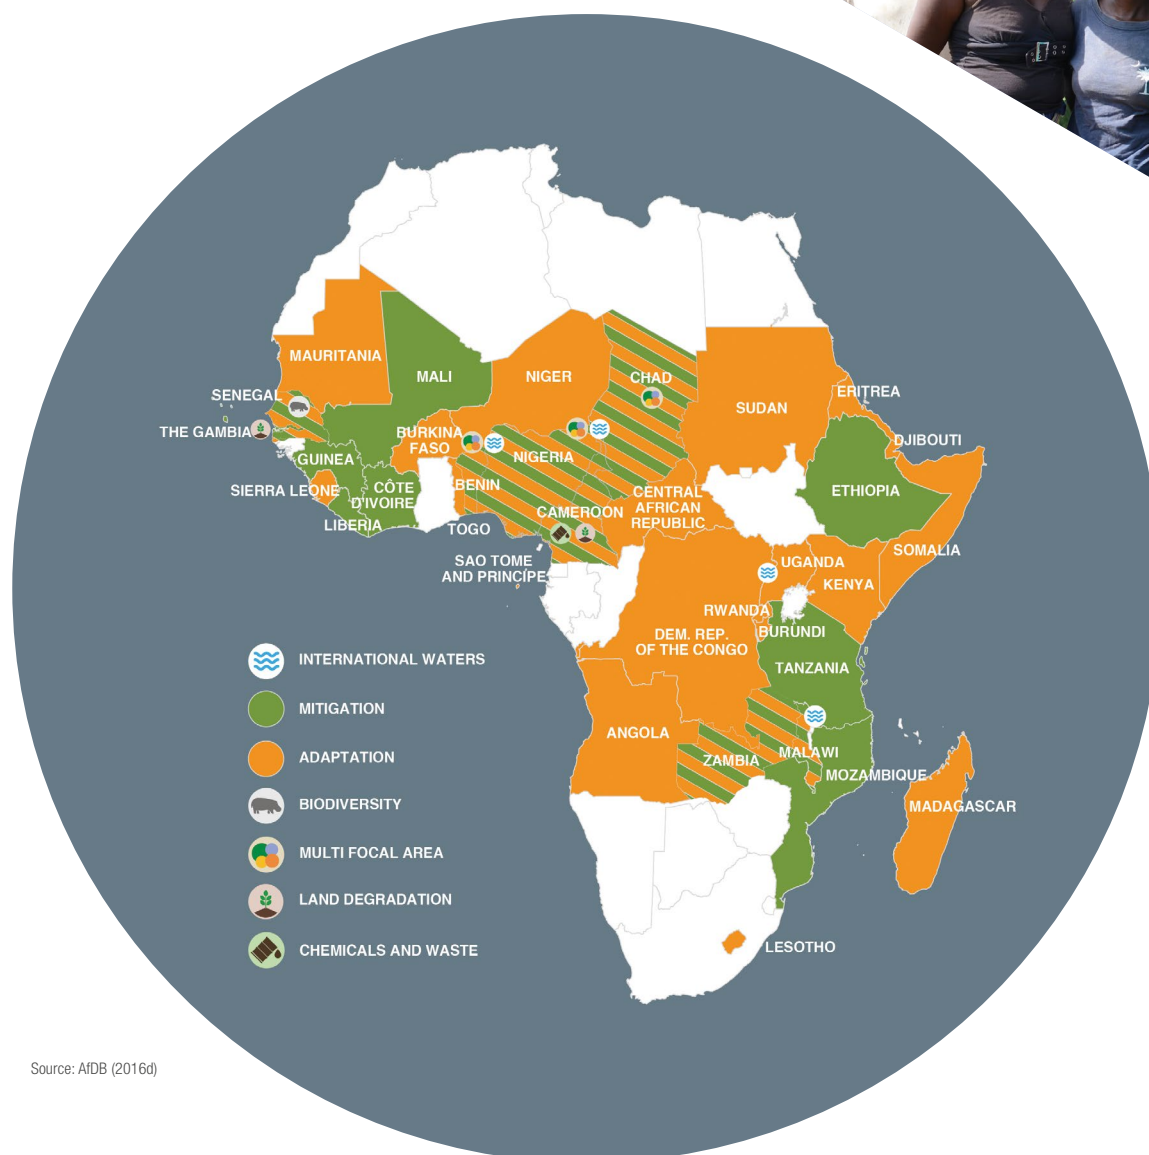 MAURITANIA
MALI
NIGER
CHAD
SUDAN
ERITREA
SENEGAL
THE GAMBIA
BURKINA
FASO
DJIBOUTI
GUINEA
NIGERIA
SIERRA LEONE
CÔTE
D'IVOIRE
BENIN
CENTRAL
AFRICAN
REPUBLIC
ETHIOPIA
LIBERIA
TOGO
CAMEROON
SOMALIA
SAO TOME
AND PRINCÍPE
UGANDA
KENYA
RWANDA
BURUNDI
DEM. REP.
OF THE CONGO
TANZANIA
ANGOLA
ZAMBIA
MALAWI
MOZAMBIQUE
MADAGASCAR
LESOTHO
INTERNATIONAL WATERS
MITIGATION
ADAPTATION
BIODIVERSITY
MULTI FOCAL AREA
LAND DEGRADATION
CHEMICALS AND WASTE
Source: AfDB (2016d)